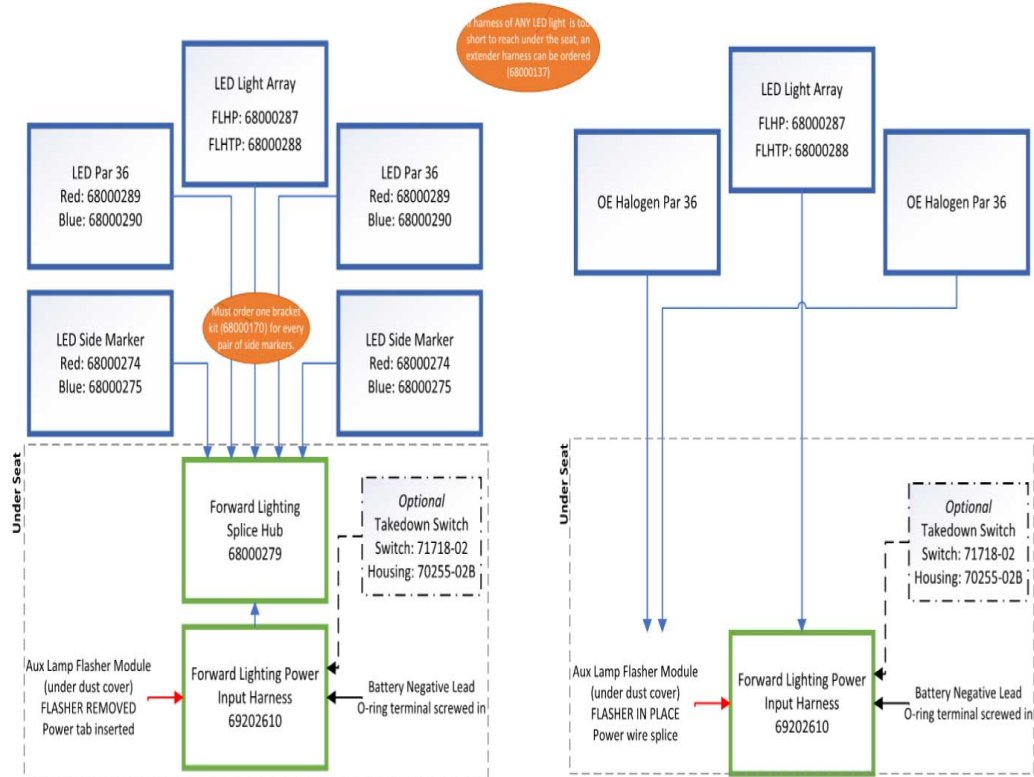 If harness of ANY LED light is too
short to reach under the seat, an
extender harness can be ordered
(68000137)
LED Light Array
FLHP: 68000287
FLHTP: 68000288
LED Par 36
Red: 68000289
Blue: 68000290
LED Par 36
Red: 68000289
Blue: 68000290
Must order one bracket
kit (68000170) for every
pair of side markers.
LED Side Marker
Red: 68000274
Blue: 68000275
LED Side Marker
Red: 68000274
Blue: 68000275
Under Seat
Forward Lighting
Splice Hub
68000279
Optional
Takedown Switch
Switch: 71718-02
Housing: 70255-02B
Aux Lamp Flasher Module
(under dust cover)
FLASHER REMOVED
Power tab inserted
Forward Lighting Power
Input Harness
69202610
Battery Negative Lead
O-ring terminal screwed in
LED Light Array
FLHP: 68000287
FLHTP: 68000288
OE Halogen Par 36
OE Halogen Par 36
Under Seat
Optional
Takedown Switch
Switch: 71718-02
Housing: 70255-02B
Aux Lamp Flasher Module
(under dust cover)
FLASHER IN PLACE
Power wire splice
Forward Lighting Power
Input Harness
69202610
Battery Negative Lead
O-ring terminal screwed in